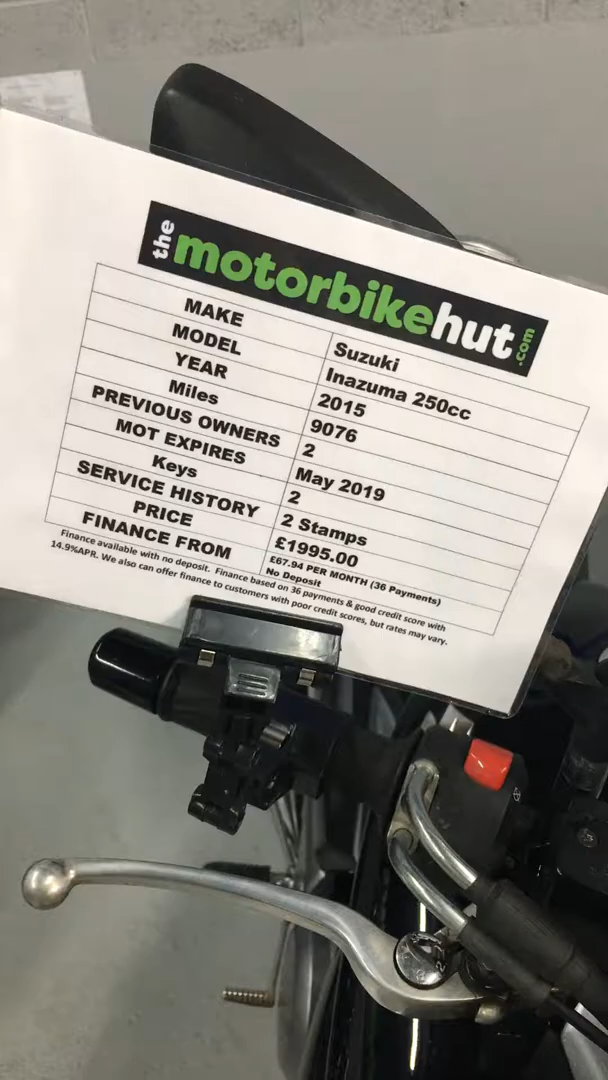 the motorbikehut.com
MAKE Suzuki
MODEL Inazuma 250cc
YEAR 2015
Miles 9076
PREVIOUS OWNERS 2
MOT EXPIRES May 2019
Keys 2
SERVICE HISTORY 2 Stamps
PRICE £1995.00
FINANCE FROM £67.94 PER MONTH (36 Payments)
No Deposit
Finance available with no deposit. Finance based on 36 payments & good credit score with
14.9%APR. We also can offer finance to customers with poor credit scores, but rates may vary.